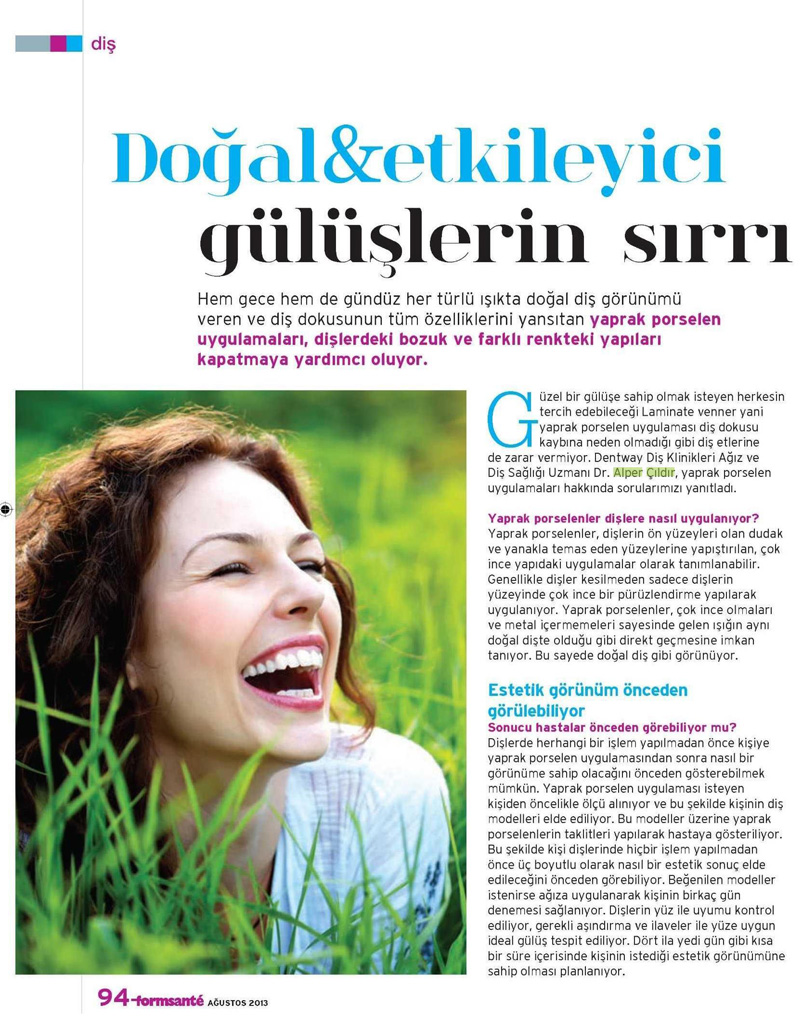 diş
Doğal&etkileyici
gülüşlerin sırrı
Hem gece hem de gündüz her türlü ışıkta doğal diş görünümü
veren ve diş dokusunun tüm özelliklerini yansıtan yaprak porselen
uygulamaları, dişlerdeki bozuk ve farklı renkteki yapıları
kapatmaya yardımcı oluyor.
Güzel bir gülüşe sahip olmak isteyen herkesin
tercih edebileceği Laminate venner yani
yaprak porselen uygulaması diş dokusu
kaybına neden olmadığı gibi diş etlerine
de zarar vermiyor. Dentway Diş Klinikleri Ağız ve
Diş Sağlığı Uzmanı Dr. Alper Çıldır, yaprak porselen
uygulamaları hakkında sorularımızı yanıtladı.
Yaprak porselenler dişlere nasıl uygulanıyor?
Yaprak porselenler, dişlerin ön yüzeyleri olan dudak
ve yanakla temas eden yüzeylerine yapıştırılan, çok
ince yapıdaki uygulamalar olarak tanımlanabilir.
Genellikle dişler kesilmeden sadece dişlerin
yüzeyinde çok ince bir pürüzlendirme yapılarak
uygulanıyor. Yaprak porselenler, çok ince olmaları
ve metal içermemeleri sayesinde gelen ışığın aynı
doğal dişte olduğu gibi direkt geçmesine imkan
tanıyor. Bu sayede doğal diş gibi görünüyor.
Estetik görünüm önceden
görülebiliyor
Sonucu hastalar önceden görebiliyor mu?
Dişlerde herhangi bir işlem yapılmadan önce kişiye
yaprak porselen uygulamasından sonra nasıl bir
görünüme sahip olacağını önceden gösterebilmek
mümkün. Yaprak porselen uygulaması isteyen
kişiden öncelikle ölçü alınıyor ve bu şekilde kişinin diş
modelleri elde ediliyor. Bu modeller üzerine yaprak
porselenlerin taklitleri yapılarak hastaya gösteriliyor.
Bu şekilde kişi dişlerinde hiçbir işlem yapılmadan
önce üç boyutlu olarak nasıl bir estetik sonuç elde
edileceğini önceden görebiliyor. Beğenilen modeller
istenirse ağıza uygulanarak kişinin birkaç gün
denemesi sağlanıyor. Dişlerin yüz ile uyumu kontrol
ediliyor, gerekli aşındırma ve ilaveler ile yüze uygun
ideal gülüş tespit ediliyor. Dört ila yedi gün gibi kısa
bir süre içerisinde kişinin istediği estetik görünümüne
sahip olması planlanıyor.
94-formsanté AĞUSTOS 2013